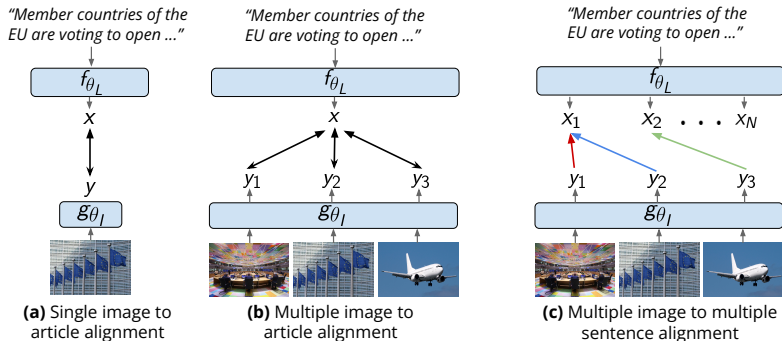 “Member countries of the
EU are voting to open ...”
f_{θ_L}
x
y
g_{θ_I}
(a) Single image to
article alignment
“Member countries of the
EU are voting to open ...”
f_{θ_L}
x
y_1 y_2 y_3
g_{θ_I}
(b) Multiple image to
article alignment
“Member countries of the
EU are voting to open ...”
f_{θ_L}
x_1 x_2 . . . x_N
y_1 y_2 y_3
g_{θ_I}
(c) Multiple image to multiple
sentence alignment